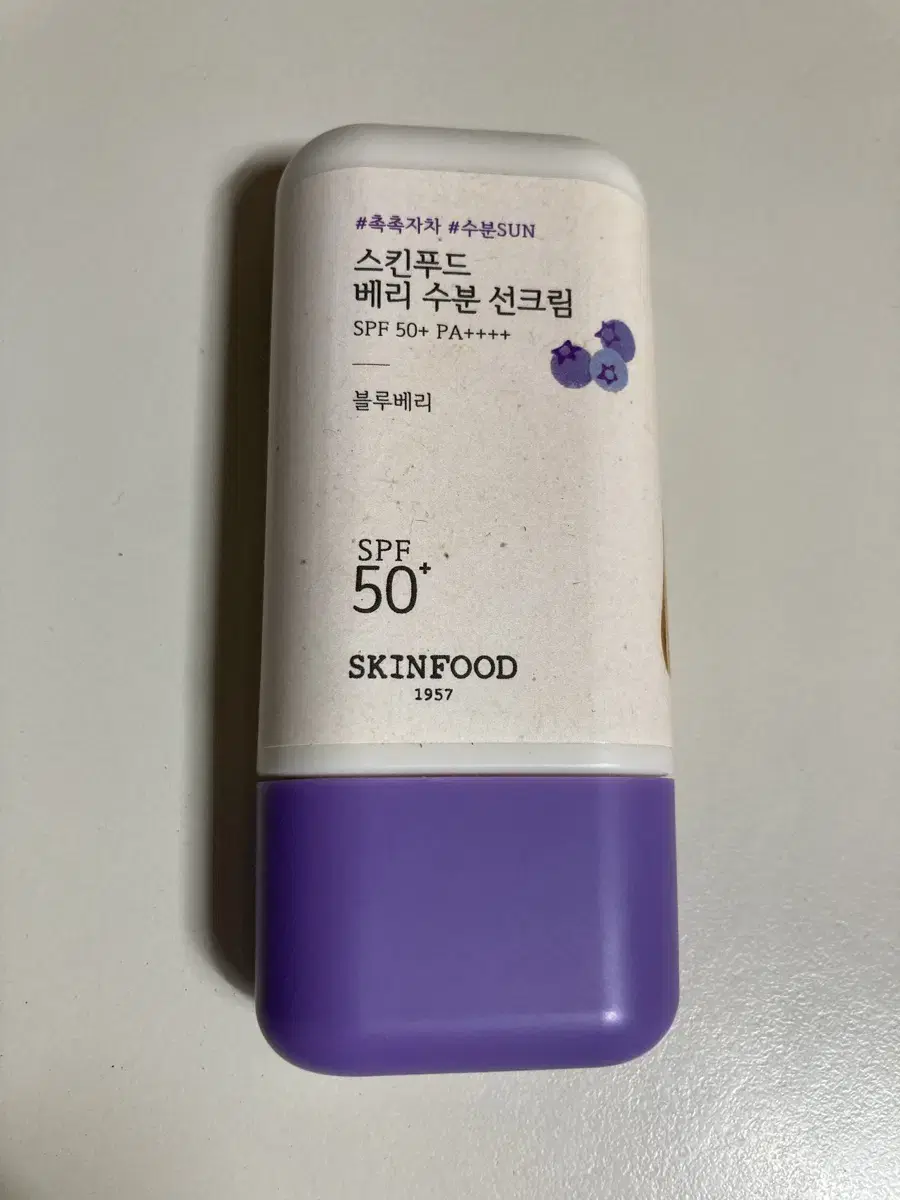 #촉촉자차 #수분SUN
스킨푸드
베리 수분 선크림
SPF 50+ PA++++
블루베리
SPF
50+
SKINFOOD
1957